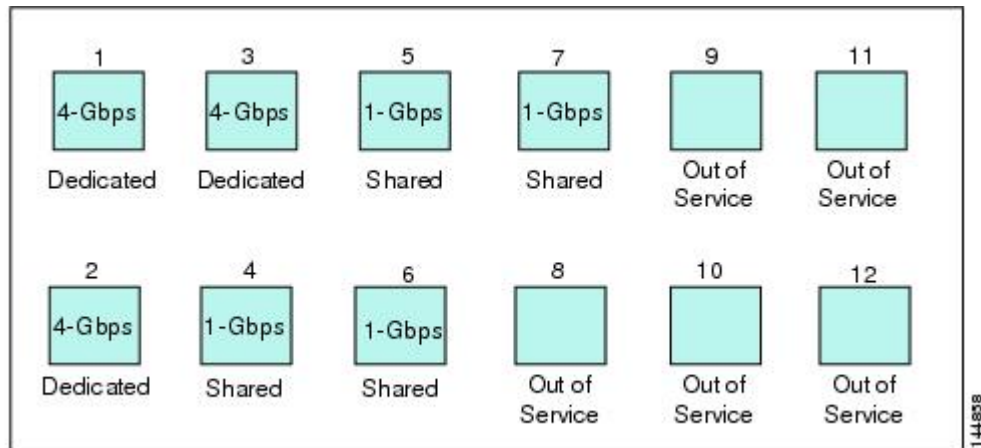 1 3 5 7 9 11
4-Gbps 4-Gbps 1-Gbps 1-Gbps
Dedicated Dedicated Shared Shared Out of Service Out of Service
2 4 6 8 10 12
4-Gbps 1-Gbps 1-Gbps
Dedicated Shared Shared Out of Service Out of Service Out of Service
144858